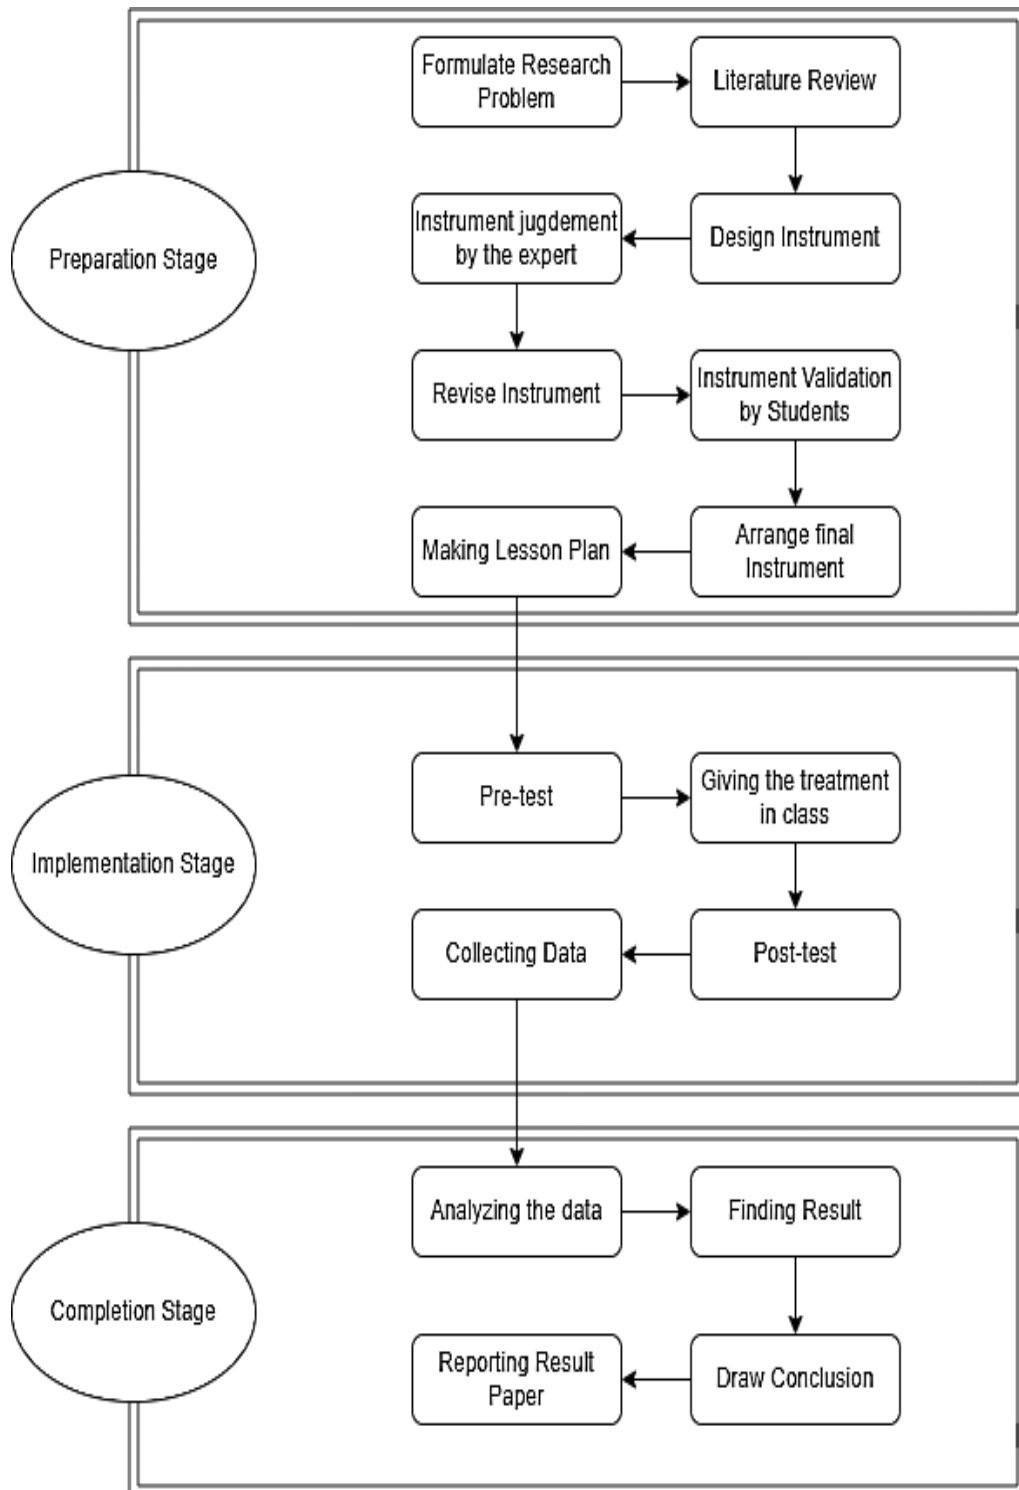 Formulate Research
Problem
Literature Review
Preparation Stage
Instrument jugdement
by the expert
Design Instrument
Revise Instrument
Instrument Validation
by Students
Making Lesson Plan
Arrange final
Instrument
Implementation Stage
Pre-test
Giving the treatment
in class
Collecting Data
Post-test
Completion Stage
Analyzing the data
Finding Result
Reporting Result
Paper
Draw Conclusion